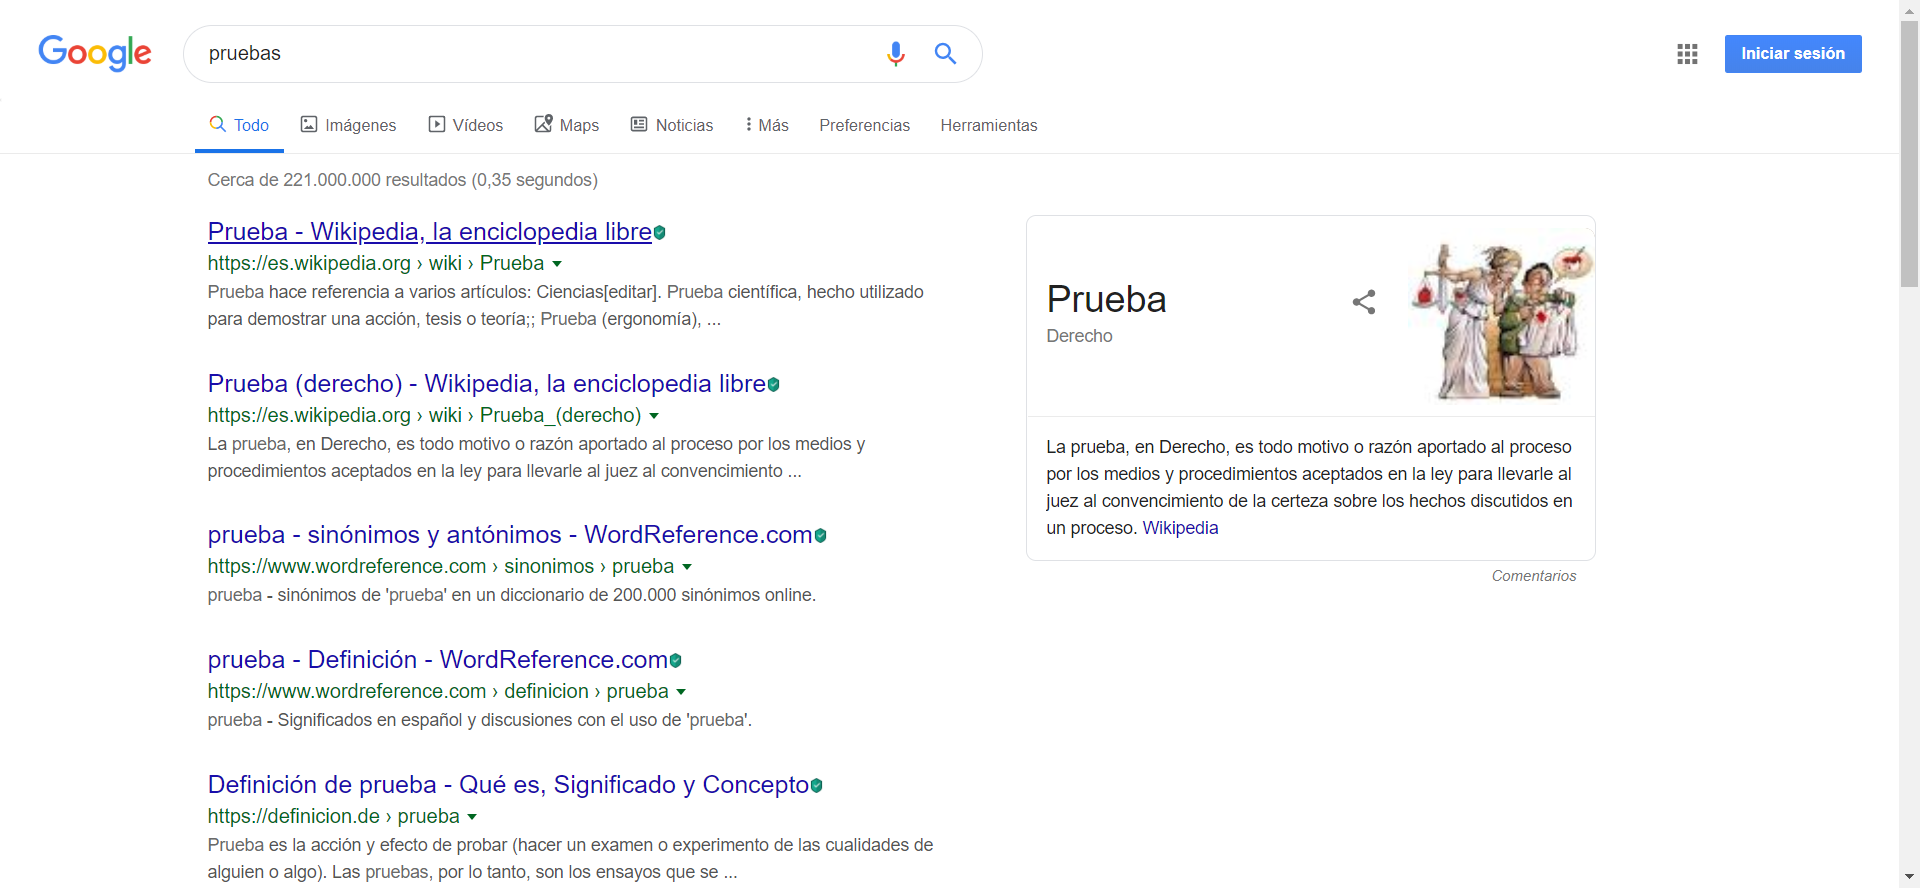 Google
pruebas
Iniciar sesión
Todo
Imágenes
Vídeos
Maps
Noticias
Más
Preferencias
Herramientas
Cerca de 221.000.000 resultados (0,35 segundos)
Prueba - Wikipedia, la enciclopedia libre
https://es.wikipedia.org › wiki › Prueba
Prueba hace referencia a varios artículos: Ciencias[editar]. Prueba científica, hecho utilizado
para demostrar una acción, tesis o teoría;; Prueba (ergonomía), ...
Prueba (derecho) - Wikipedia, la enciclopedia libre
https://es.wikipedia.org › wiki › Prueba_(derecho)
La prueba, en Derecho, es todo motivo o razón aportado al proceso por los medios y
procedimientos aceptados en la ley para llevarle al juez al convencimiento ...
prueba - sinónimos y antónimos - WordReference.com
https://www.wordreference.com › sinonimos › prueba
prueba - sinónimos de 'prueba' en un diccionario de 200.000 sinónimos online.
prueba - Definición - WordReference.com
https://www.wordreference.com › definicion › prueba
prueba - Significados en español y discusiones con el uso de 'prueba'.
Definición de prueba - Qué es, Significado y Concepto
https://definicion.de › prueba
Prueba es la acción y efecto de probar (hacer un examen o experimento de las cualidades de
alguien o algo). Las pruebas, por lo tanto, son los ensayos que se ...
Prueba
Derecho
La prueba, en Derecho, es todo motivo o razón aportado al proceso
por los medios y procedimientos aceptados en la ley para llevarle al
juez al convencimiento de la certeza sobre los hechos discutidos en
un proceso. Wikipedia
Comentarios